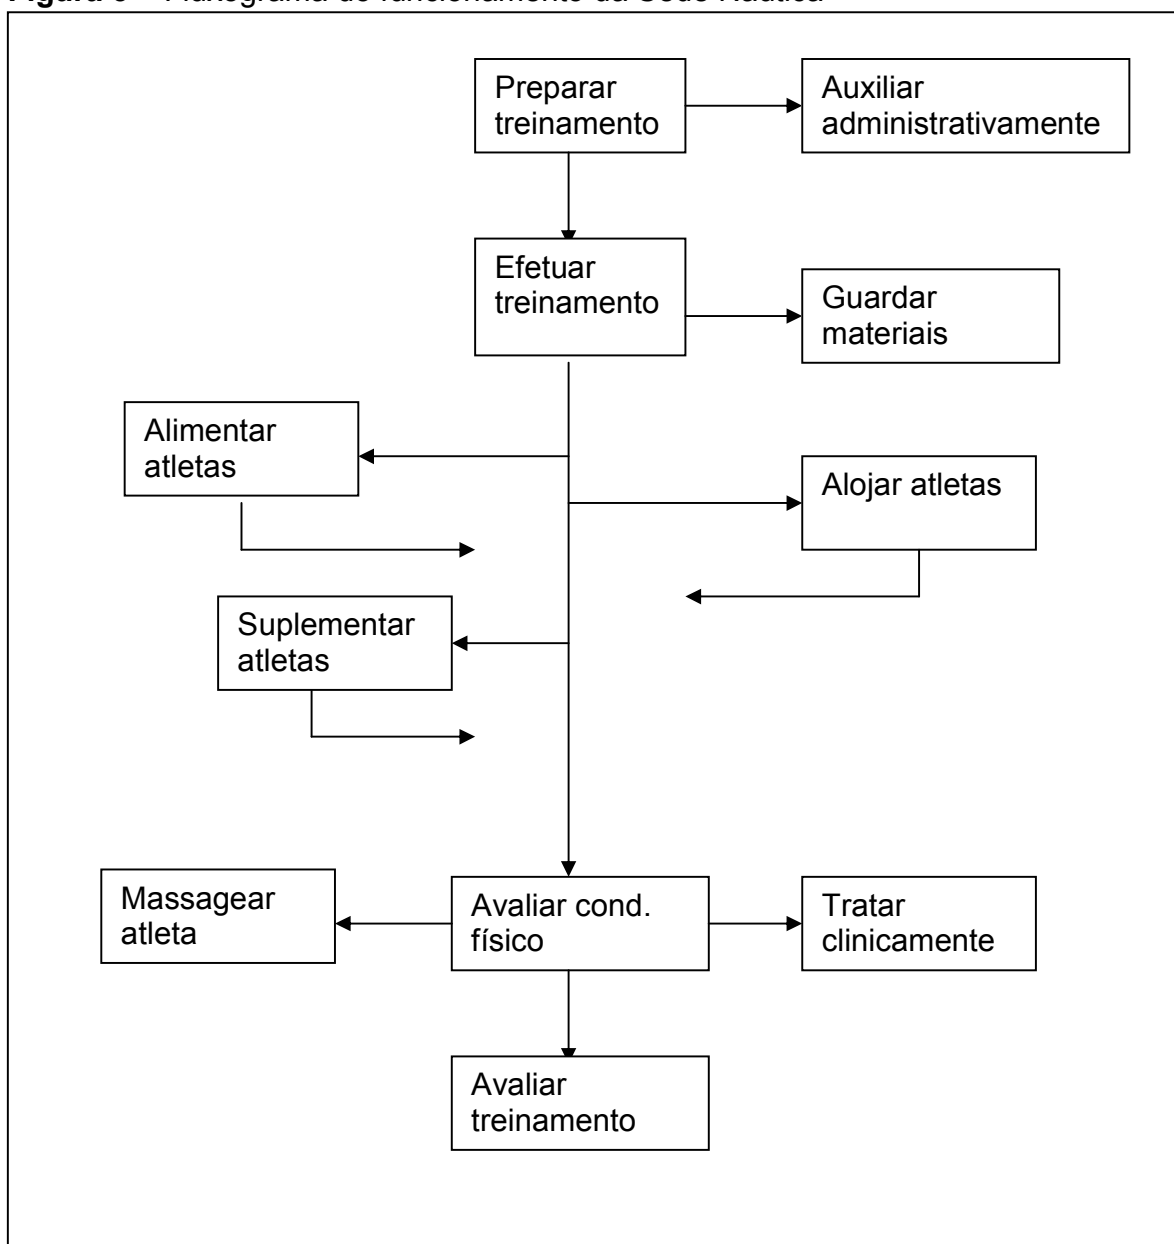 Preparar
treinamento
Auxiliar
administrativamente
Efetuar
treinamento
Guardar
materiais
Alimentar
atletas
Alojar atletas
Suplementar
atletas
Massagear
atleta
Avaliar cond.
físico
Tratar
clinicamente
Avaliar
treinamento